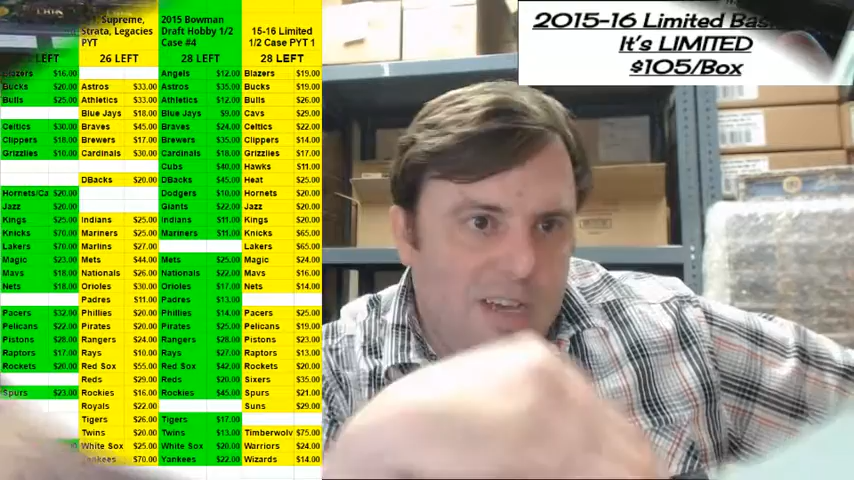 Supreme,
Strata, Legacies
PYT
LEFT
26 LEFT
2015 Bowman
Draft Hobby 1/2
Case #4
28 LEFT
15-16 Limited
1/2 Case PYT 1
28 LEFT
2015-16 Limited Bas
It's LIMITED
$105/Box
Blazers $16.00
Bucks $20.00
Bulls $25.00
Celtics $30.00
Clippers $18.00
Grizzlies $10.00
Hornets/Ca $20.00
Jazz $20.00
Kings $25.00
Knicks $70.00
Lakers $70.00
Magic $23.00
Mavs $18.00
Nets $18.00
Pacers $32.00
Pelicans $22.00
Pistons $28.00
Raptors $17.00
Rockets $20.00
Spurs $23.00
Astros $33.00
Athletics $33.00
Blue Jays $18.00
Braves $45.00
Brewers $17.00
Cardinals $30.00
DBacks $20.00
Indians $25.00
Mariners $25.00
Marlins $27.00
Mets $44.00
Nationals $26.00
Orioles $30.00
Padres $11.00
Phillies $20.00
Pirates $20.00
Rangers $24.00
Rays $10.00
Red Sox $55.00
Reds $29.00
Rockies $16.00
Royals $22.00
Tigers $26.00
Twins $20.00
White Sox $25.00
Yankees $70.00
Angels $12.00
Astros $35.00
Athletics $12.00
Blue Jays $9.00
Braves $24.00
Brewers $35.00
Cardinals $18.00
Cubs $40.00
DBacks $45.00
Dodgers $10.00
Giants $22.00
Indians $11.00
Mariners $11.00
Mets $25.00
Nationals $22.00
Orioles $17.00
Padres $13.00
Phillies $14.00
Pirates $25.00
Rangers $28.00
Rays $27.00
Red Sox $42.00
Reds $20.00
Rockies $45.00
Tigers $17.00
Twins $13.00
White Sox $20.00
Yankees $22.00
Blazers $19.00
Bucks $19.00
Bulls $26.00
Cavs $29.00
Celtics $22.00
Clippers $14.00
Grizzlies $17.00
Hawks $11.00
Heat $25.00
Hornets $20.00
Jazz $20.00
Kings $20.00
Knicks $65.00
Lakers $65.00
Magic $24.00
Mavs $16.00
Nets $14.00
Pacers $25.00
Pelicans $19.00
Pistons $23.00
Raptors $13.00
Rockets $20.00
Sixers $35.00
Spurs $21.00
Suns $29.00
Timberwolv $75.00
Warriors $24.00
Wizards $14.00